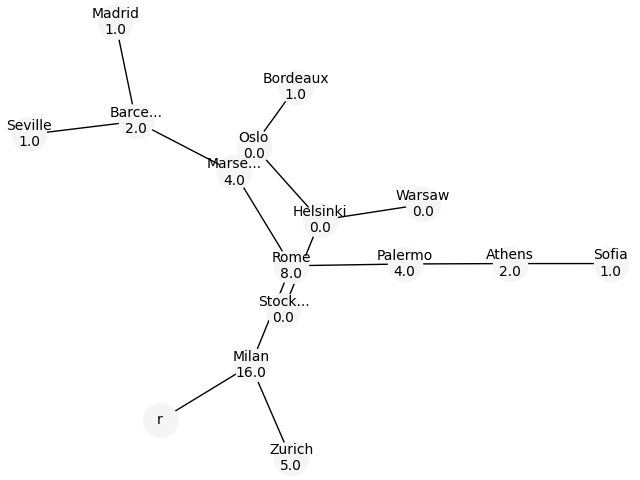 Madrid
1.0
Bordeaux
1.0
Barce...
2.0
Seville
1.0
Oslo
0.0
Marse...
4.0
Warsaw
0.0
Helsinki
0.0
Rome
8.0
Palermo
4.0
Athens
2.0
Sofia
1.0
Stock...
0.0
Milan
16.0
r
Zurich
5.0